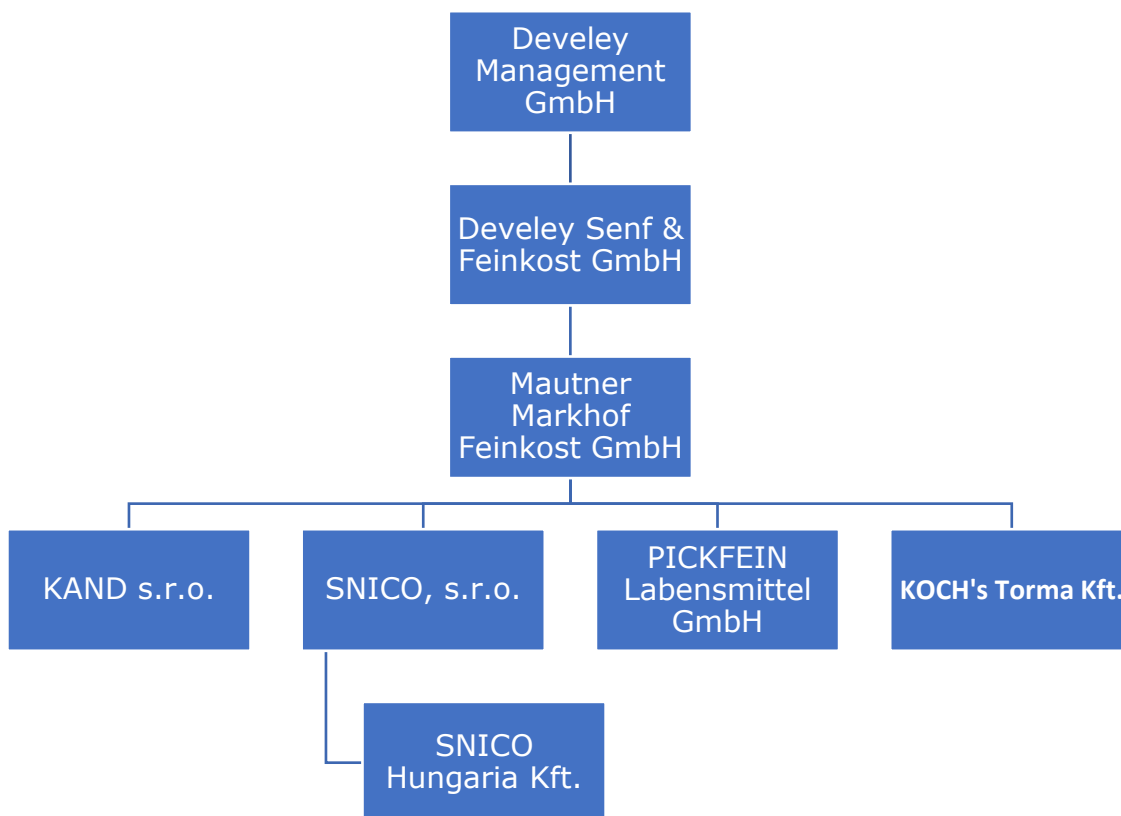 Develey
Management
GmbH
Develey Senf &
Feinkost GmbH
Mautner
Markhof
Feinkost GmbH
KAND s.r.o.
SNICO, s.r.o.
PICKFEIN
Labensmittel
GmbH
KOCH's Torma Kft.
SNICO
Hungaria Kft.